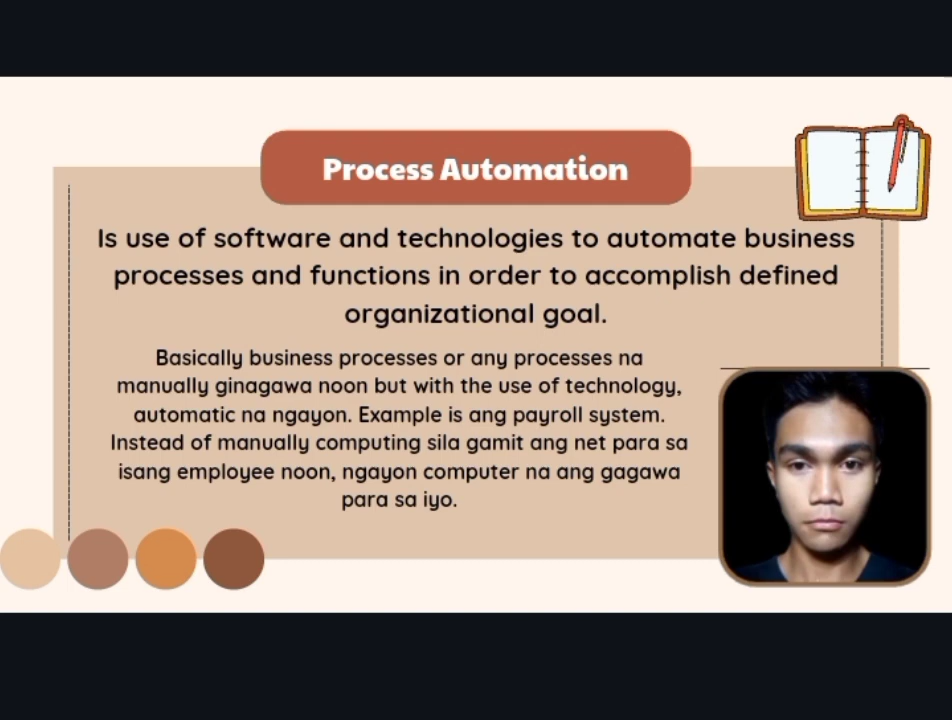 Process Automation
Is use of software and technologies to automate business
processes and functions in order to accomplish defined
organizational goal.
Basically business processes or any processes na
manually ginagawa noon but with the use of technology,
automatic na ngayon. Example is ang payroll system.
Instead of manually computing sila gamit ang net para sa
isang employee noon, ngayon computer na ang gagawa
para sa iyo.